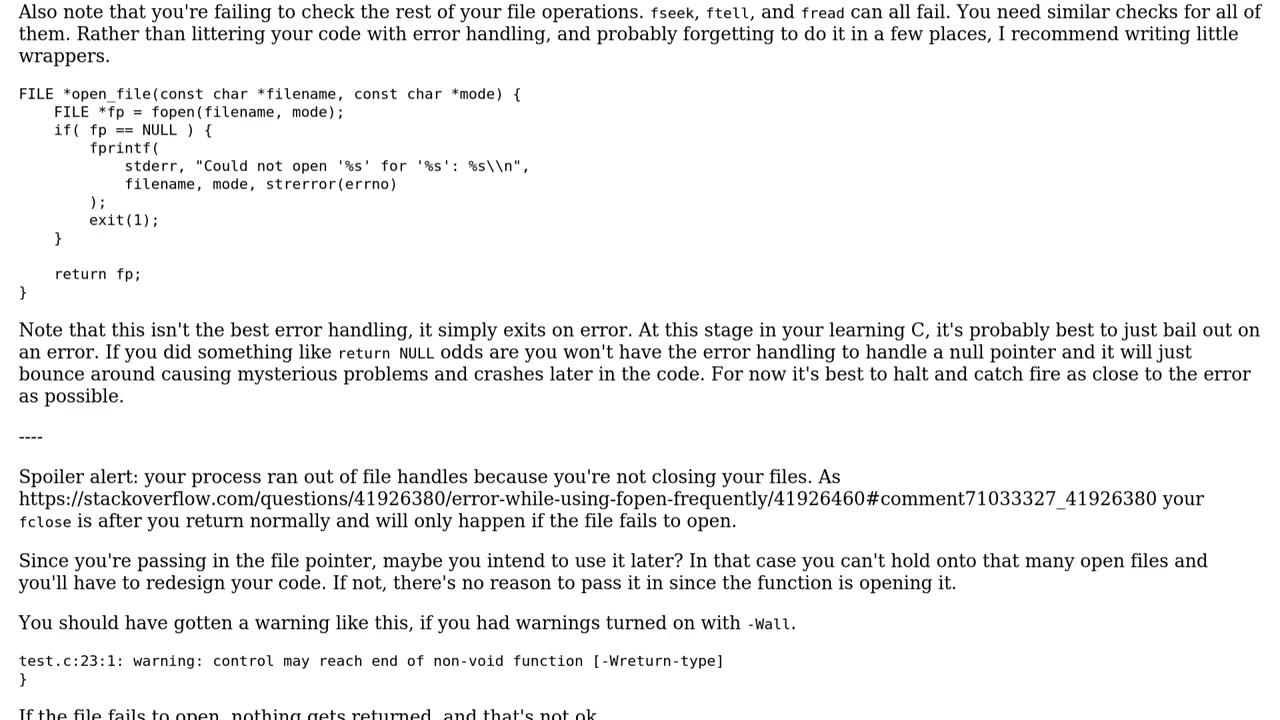 Also note that you're failing to check the rest of your file operations. fseek, ftell, and fread can all fail. You need similar checks for all of
them. Rather than littering your code with error handling, and probably forgetting to do it in a few places, I recommend writing little
wrappers.
FILE *open_file(const char *filename, const char *mode) {
    FILE *fp = fopen(filename, mode);
    if( fp == NULL ) {
        fprintf(
            stderr, "Could not open '%s' for '%s': %s\\n",
            filename, mode, strerror(errno)
        );
        exit(1);
    }
    return fp;
}
Note that this isn't the best error handling, it simply exits on error. At this stage in your learning C, it's probably best to just bail out on
an error. If you did something like return NULL odds are you won't have the error handling to handle a null pointer and it will just
bounce around causing mysterious problems and crashes later in the code. For now it's best to halt and catch fire as close to the error
as possible.
----
Spoiler alert: your process ran out of file handles because you're not closing your files. As
https://stackoverflow.com/questions/41926380/error-while-using-fopen-frequently/41926460#comment71033327_41926380 your
fclose is after you return normally and will only happen if the file fails to open.
Since you're passing in the file pointer, maybe you intend to use it later? In that case you can't hold onto that many open files and
you'll have to redesign your code. If not, there's no reason to pass it in since the function is opening it.
You should have gotten a warning like this, if you had warnings turned on with -Wall.
test.c:23:1: warning: control may reach end of non-void function [-Wreturn-type]
}
If the file fails to open, nothing gets returned, and that's not ok.